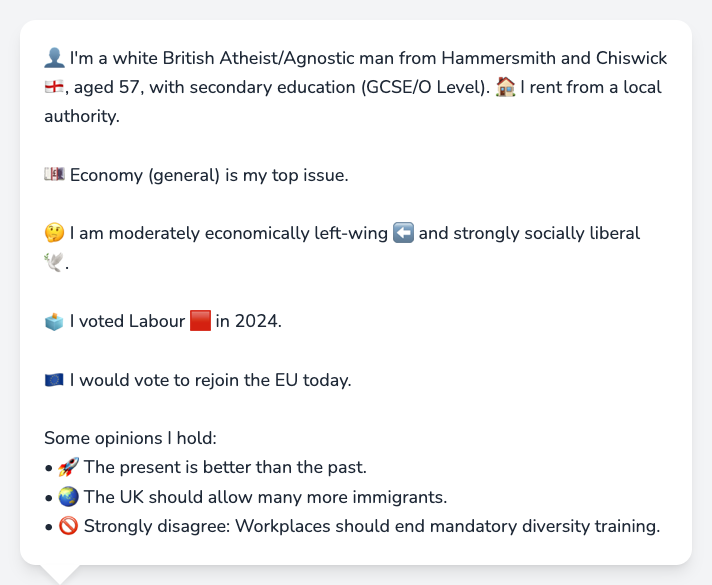 👤 I'm a white British Atheist/Agnostic man from Hammersmith and Chiswick
🏴󠁧󠁢󠁥󠁮󠁧󠁿, aged 57, with secondary education (GCSE/O Level). 🏠 I rent from a local
authority.
💷 Economy (general) is my top issue.
🤔 I am moderately economically left-wing ⬅️ and strongly socially liberal
🕊️.
🗳️ I voted Labour 🟥 in 2024.
🇪🇺 I would vote to rejoin the EU today.
Some opinions I hold:
• 🚀 The present is better than the past.
• 🌏 The UK should allow many more immigrants.
• 🚫 Strongly disagree: Workplaces should end mandatory diversity training.